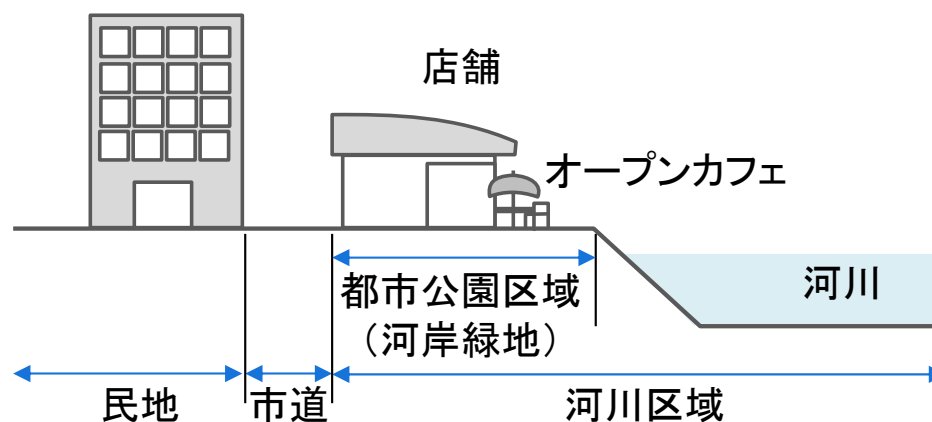 店舗
オープンカフェ
河川
都市公園区域
（河岸緑地）
民地
市道
河川区域